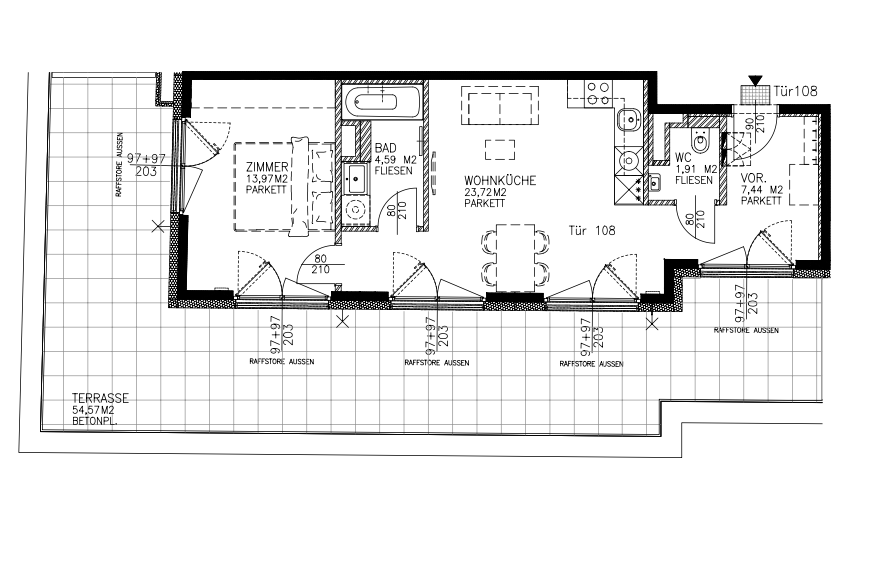 Tür108
90
210
RAFFSTORE AUSSEN
97+97
203
ZIMMER
13,97M2
PARKETT
BAD
4,59 M2
FLIESEN
WOHNKÜCHE
23,72M2
PARKETT
WC
1,91 M2
FLIESEN
VOR.
7,44 M2
PARKETT
80
210
80
210
Tür 108
80
210
97+97
203
RAFFSTORE AUSSEN
97+97
203
RAFFSTORE AUSSEN
97+97
203
RAFFSTORE AUSSEN
97+97
203
RAFFSTORE AUSSEN
TERRASSE
54,57M2
BETONPL.